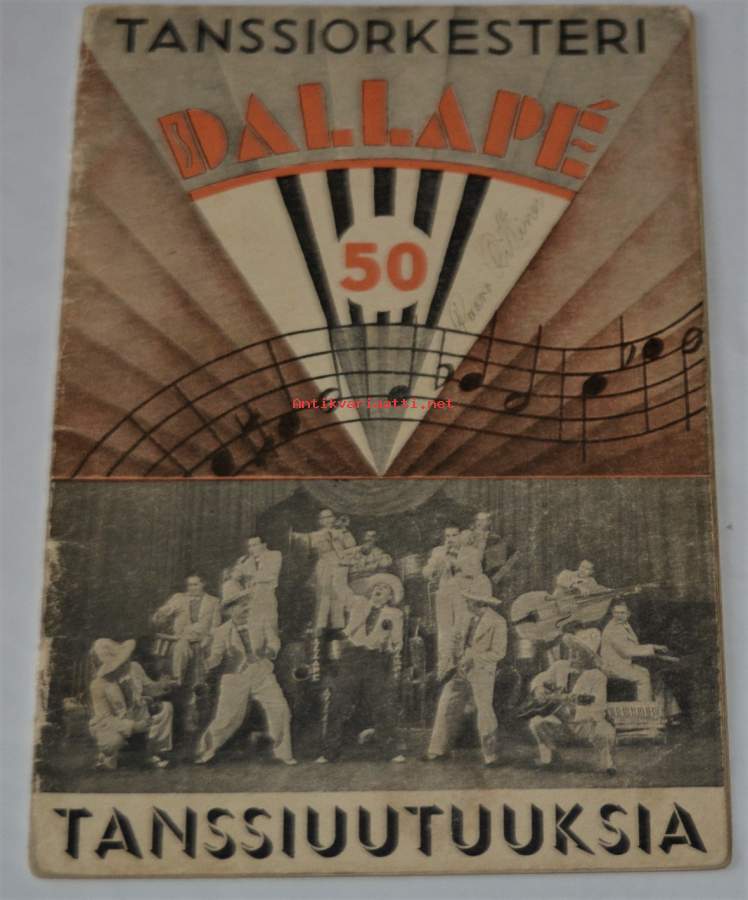 TANSSIORKESTERI
DALLAPÉ
50
Antikvariaatti.net
TANSSIUUTUUKSIA